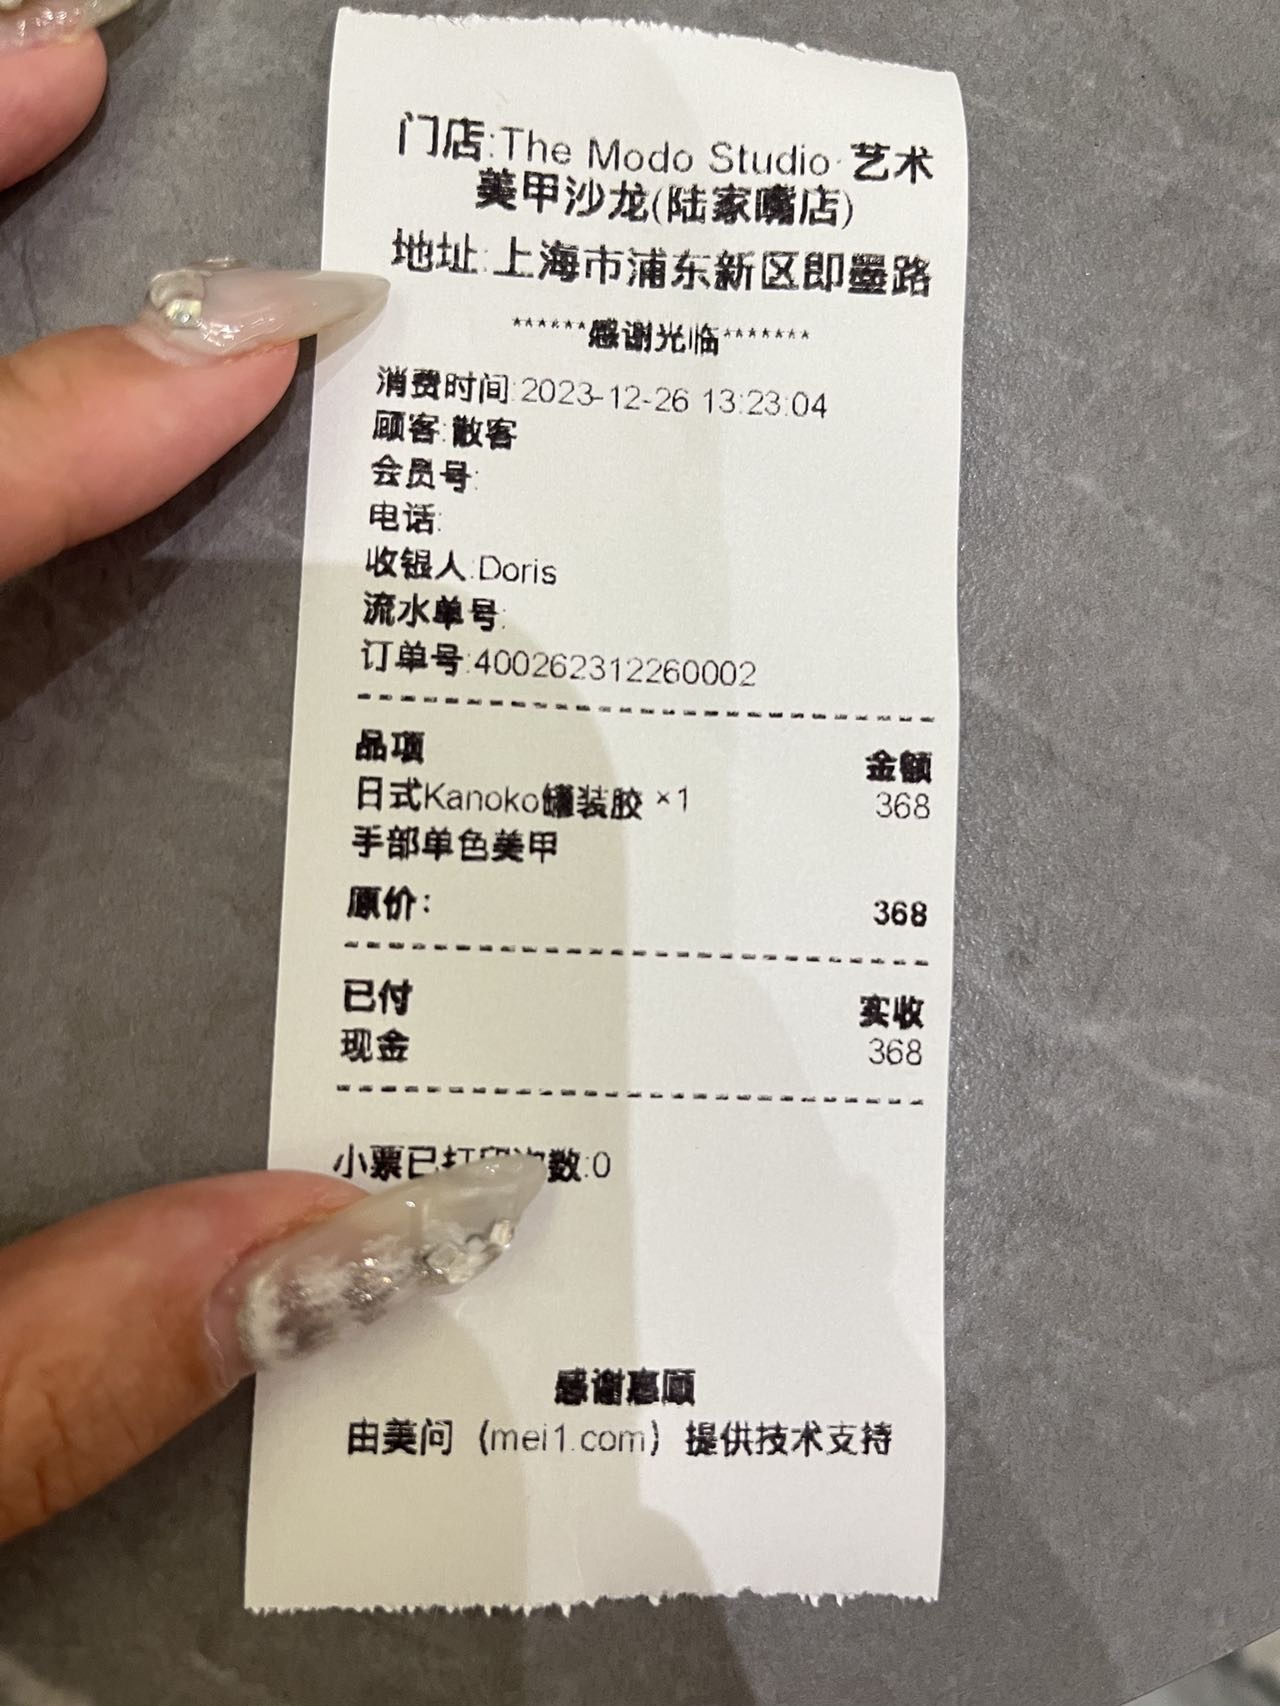 门店:The Modo Studio·艺术
美甲沙龙(陆家嘴店)
地址:上海市浦东新区即墨路
******感谢光临*******
消费时间:2023-12-26 13:23:04
顾客:散客
会员号:
电话:
收银人:Doris
流水单号:
订单号:400262312260002
品项 金额
日式Kanoko罐装胶 ×1 368
手部单色美甲
原价: 368
已付 实收
现金 368
小票已打印次数:0
感谢惠顾
由美问（mei1.com）提供技术支持